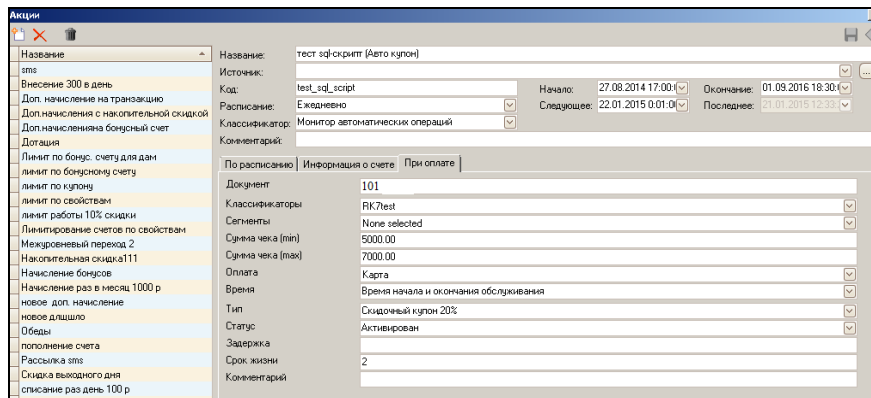 Акции
Название
sms
Внесение 300 в день
Доп. начисление на транзакцию
Доп.начисления с накопительной скидкой
Доп.начислениянa бонусный счет
Дотация
Лимит по бонус. счету для дам
лимит по бонусному счету
лимит по купону
лимит по свойствам
лимит работы 10% скидки
Лимитирование счетов по свойствам
Межуровневый переход 2
Накопительная скидка111
Начисление бонусов
Начисление раз в месяц 1000 р
новое доп. начисление
новое длщшло
Обеды
пополнение счета
Рассылка sms
Скидка выходного дня
списание раз день 100 р
Название: тест sql-скрипт (Авто купон)
Источник:
Код: test_sql_script Начало: 27.08.2014 17:00: Окончание: 01.09.2016 18:30:
Расписание: Ежедневно Следующее: 22.01.2015 0:01:0 Последнее: 21.01.2015 12:33:
Классификатор: Монитор автоматических операций
Комментарий:
По расписанию Информация о счете При оплате
Документ 101
Классификаторы RK7test
Сегменты None selected
Сумма чека (min) 5000.00
Сумма чека (max) 7000.00
Оплата Карта
Время Время начала и окончания обслуживания
Тип Скидочный купон 20%
Статус Активирован
Задержка
Срок жизни 2
Комментарий